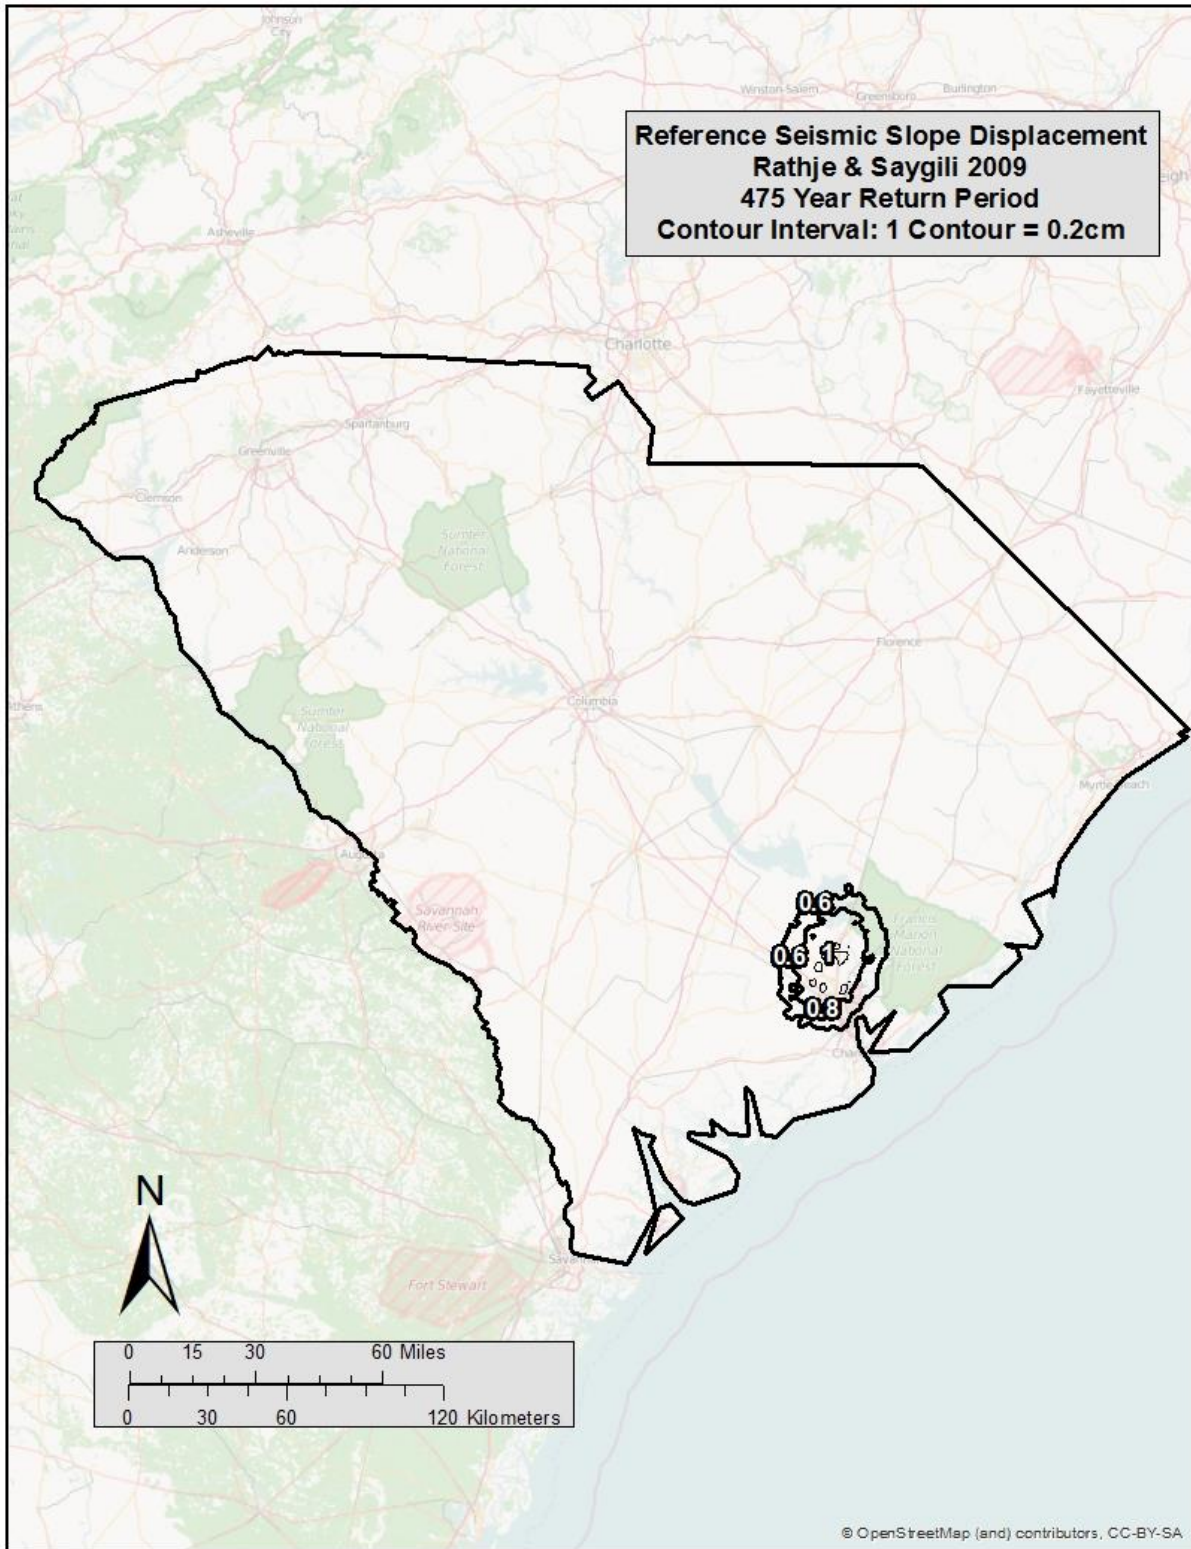 Johnson
City
Winston-Salem
Greensboro
Burlington
Reference Seismic Slope Displacement
Rathje & Saygili 2009
475 Year Return Period
Contour Interval: 1 Contour = 0.2cm
eigh
Asheville
Charlotte
Fayetteville
Spartanburg
Greenville
Clemson
Anderson
Sumter
National
Forest
Florence
Columbia
Athens
Sumter
National
Forest
Myrtle Beach
Augusta
Savannah
River Site
0.6
Francis
Marion
National
Forest
0.6
1
0.8
Char
N
Savannah
Fort Stewart
0 15 30 60 Miles
0 30 60 120 Kilometers
© OpenStreetMap (and) contributors, CC-BY-SA